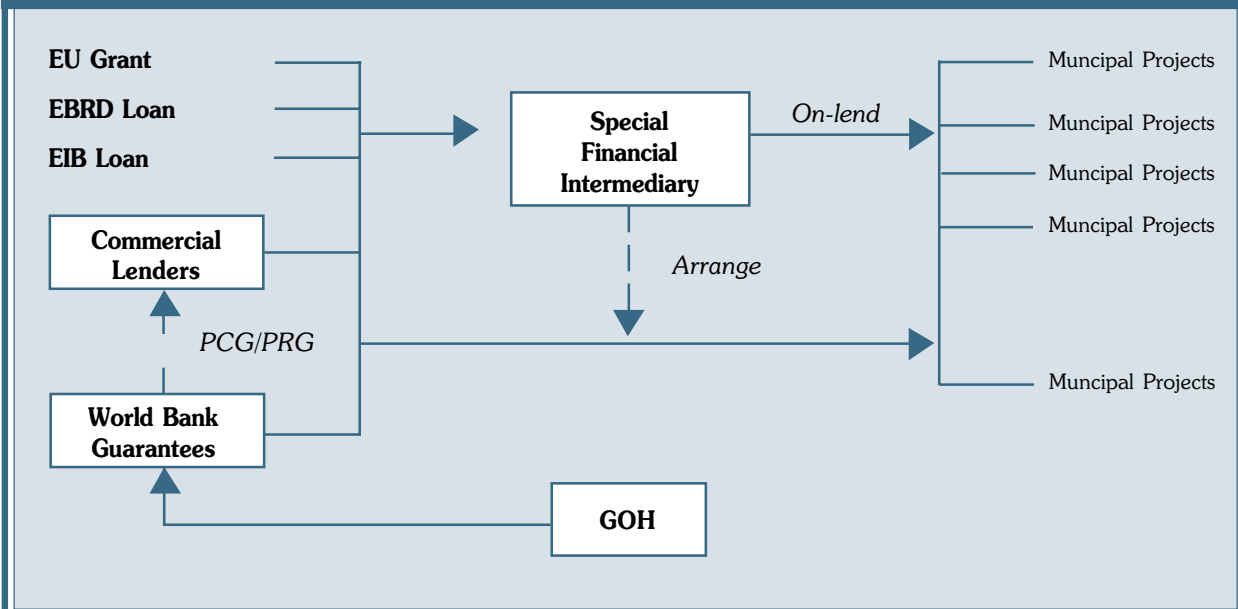 EU Grant
EBRD Loan
EIB Loan
Commercial
Lenders
PCG/PRG
World Bank
Guarantees
Special
Financial
Intermediary
On-lend
Arrange
GOH
Muncipal Projects
Muncipal Projects
Muncipal Projects
Muncipal Projects
Muncipal Projects